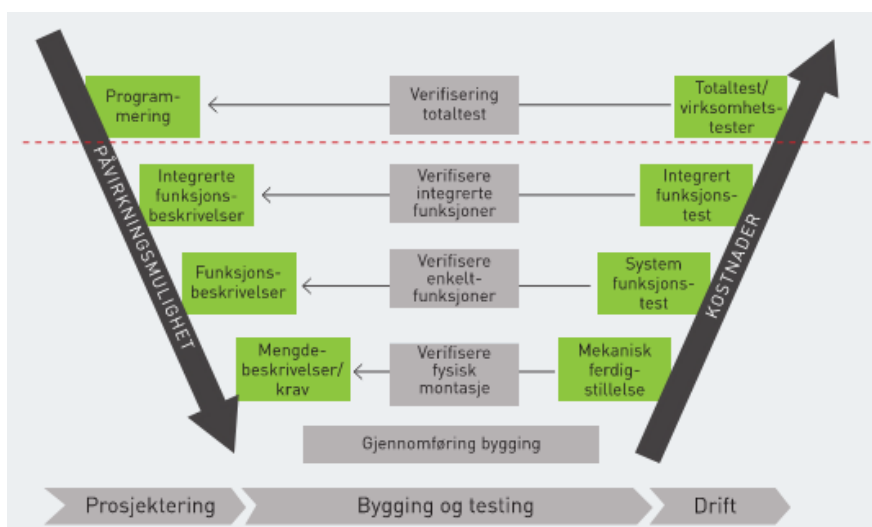 Program-
mering
Verifisering
totaltest
Totaltest/
virksomhets-
tester
PÅVIRKNINGSMULIGHET
Integrerte
funksjons-
beskrivelser
Verifisere
integrerte
funksjoner
Integrert
funksjons-
test
KOSTNADER
Funksjons-
beskrivelser
Verifisere
enkelt-
funksjoner
System
funksjons-
test
Mengde-
beskrivelser/
krav
Verifisere
fysisk
montasje
Mekanisk
ferdig-
stillelse
Gjennomføring bygging
Prosjektering
Bygging og testing
Drift